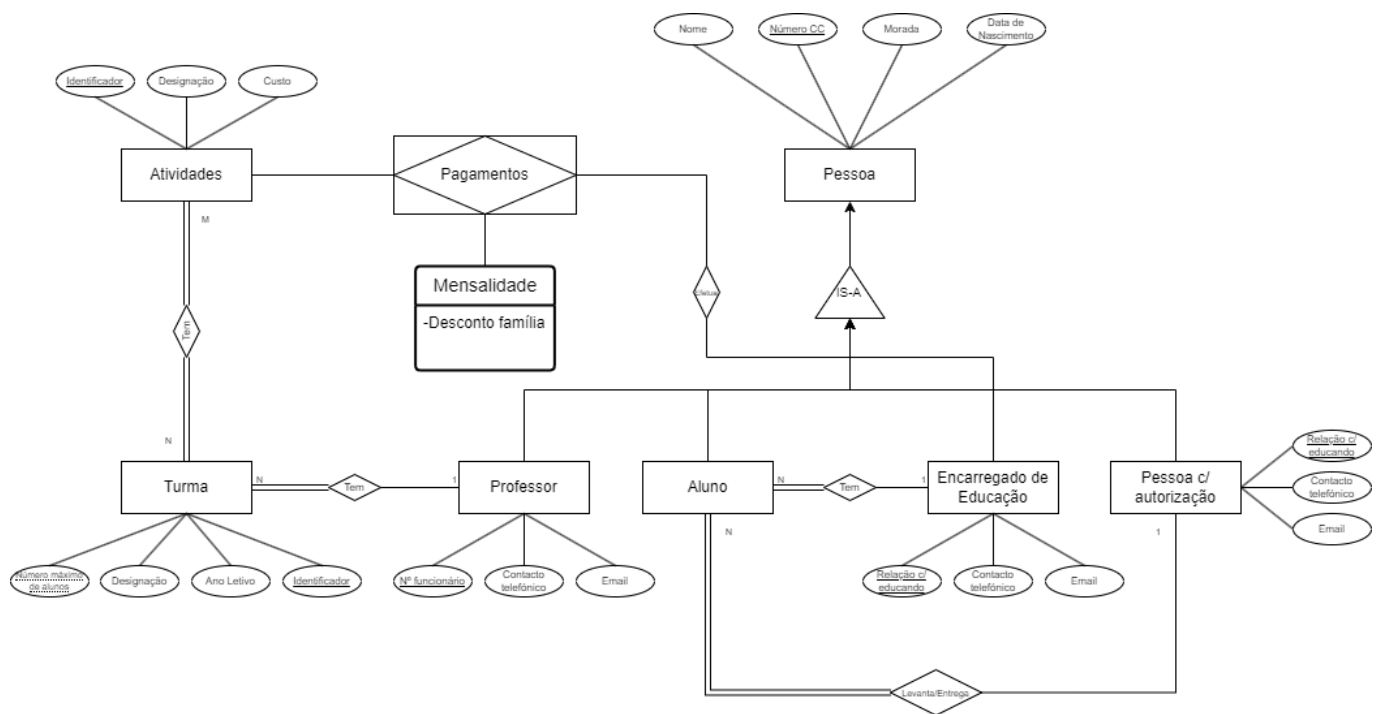 Nome
Número CC
Morada
Data de
Nascimento
Identificador
Designação
Custo
Atividades
Pagamentos
Pessoa
M
Mensalidade
-Desconto família
Efetua
IS-A
Tem
N
Turma
N
Tem
1
Professor
Aluno
N
Tem
1
Encarregado de
Educação
Pessoa c/
autorização
Relação c/
educando
Contacto
telefónico
Email
N
1
Número máximo
de alunos
Designação
Ano Letivo
Identificador
Nº funcionário
Contacto
telefónico
Email
Relação c/
educando
Contacto
telefónico
Email
Levanta/Entrega